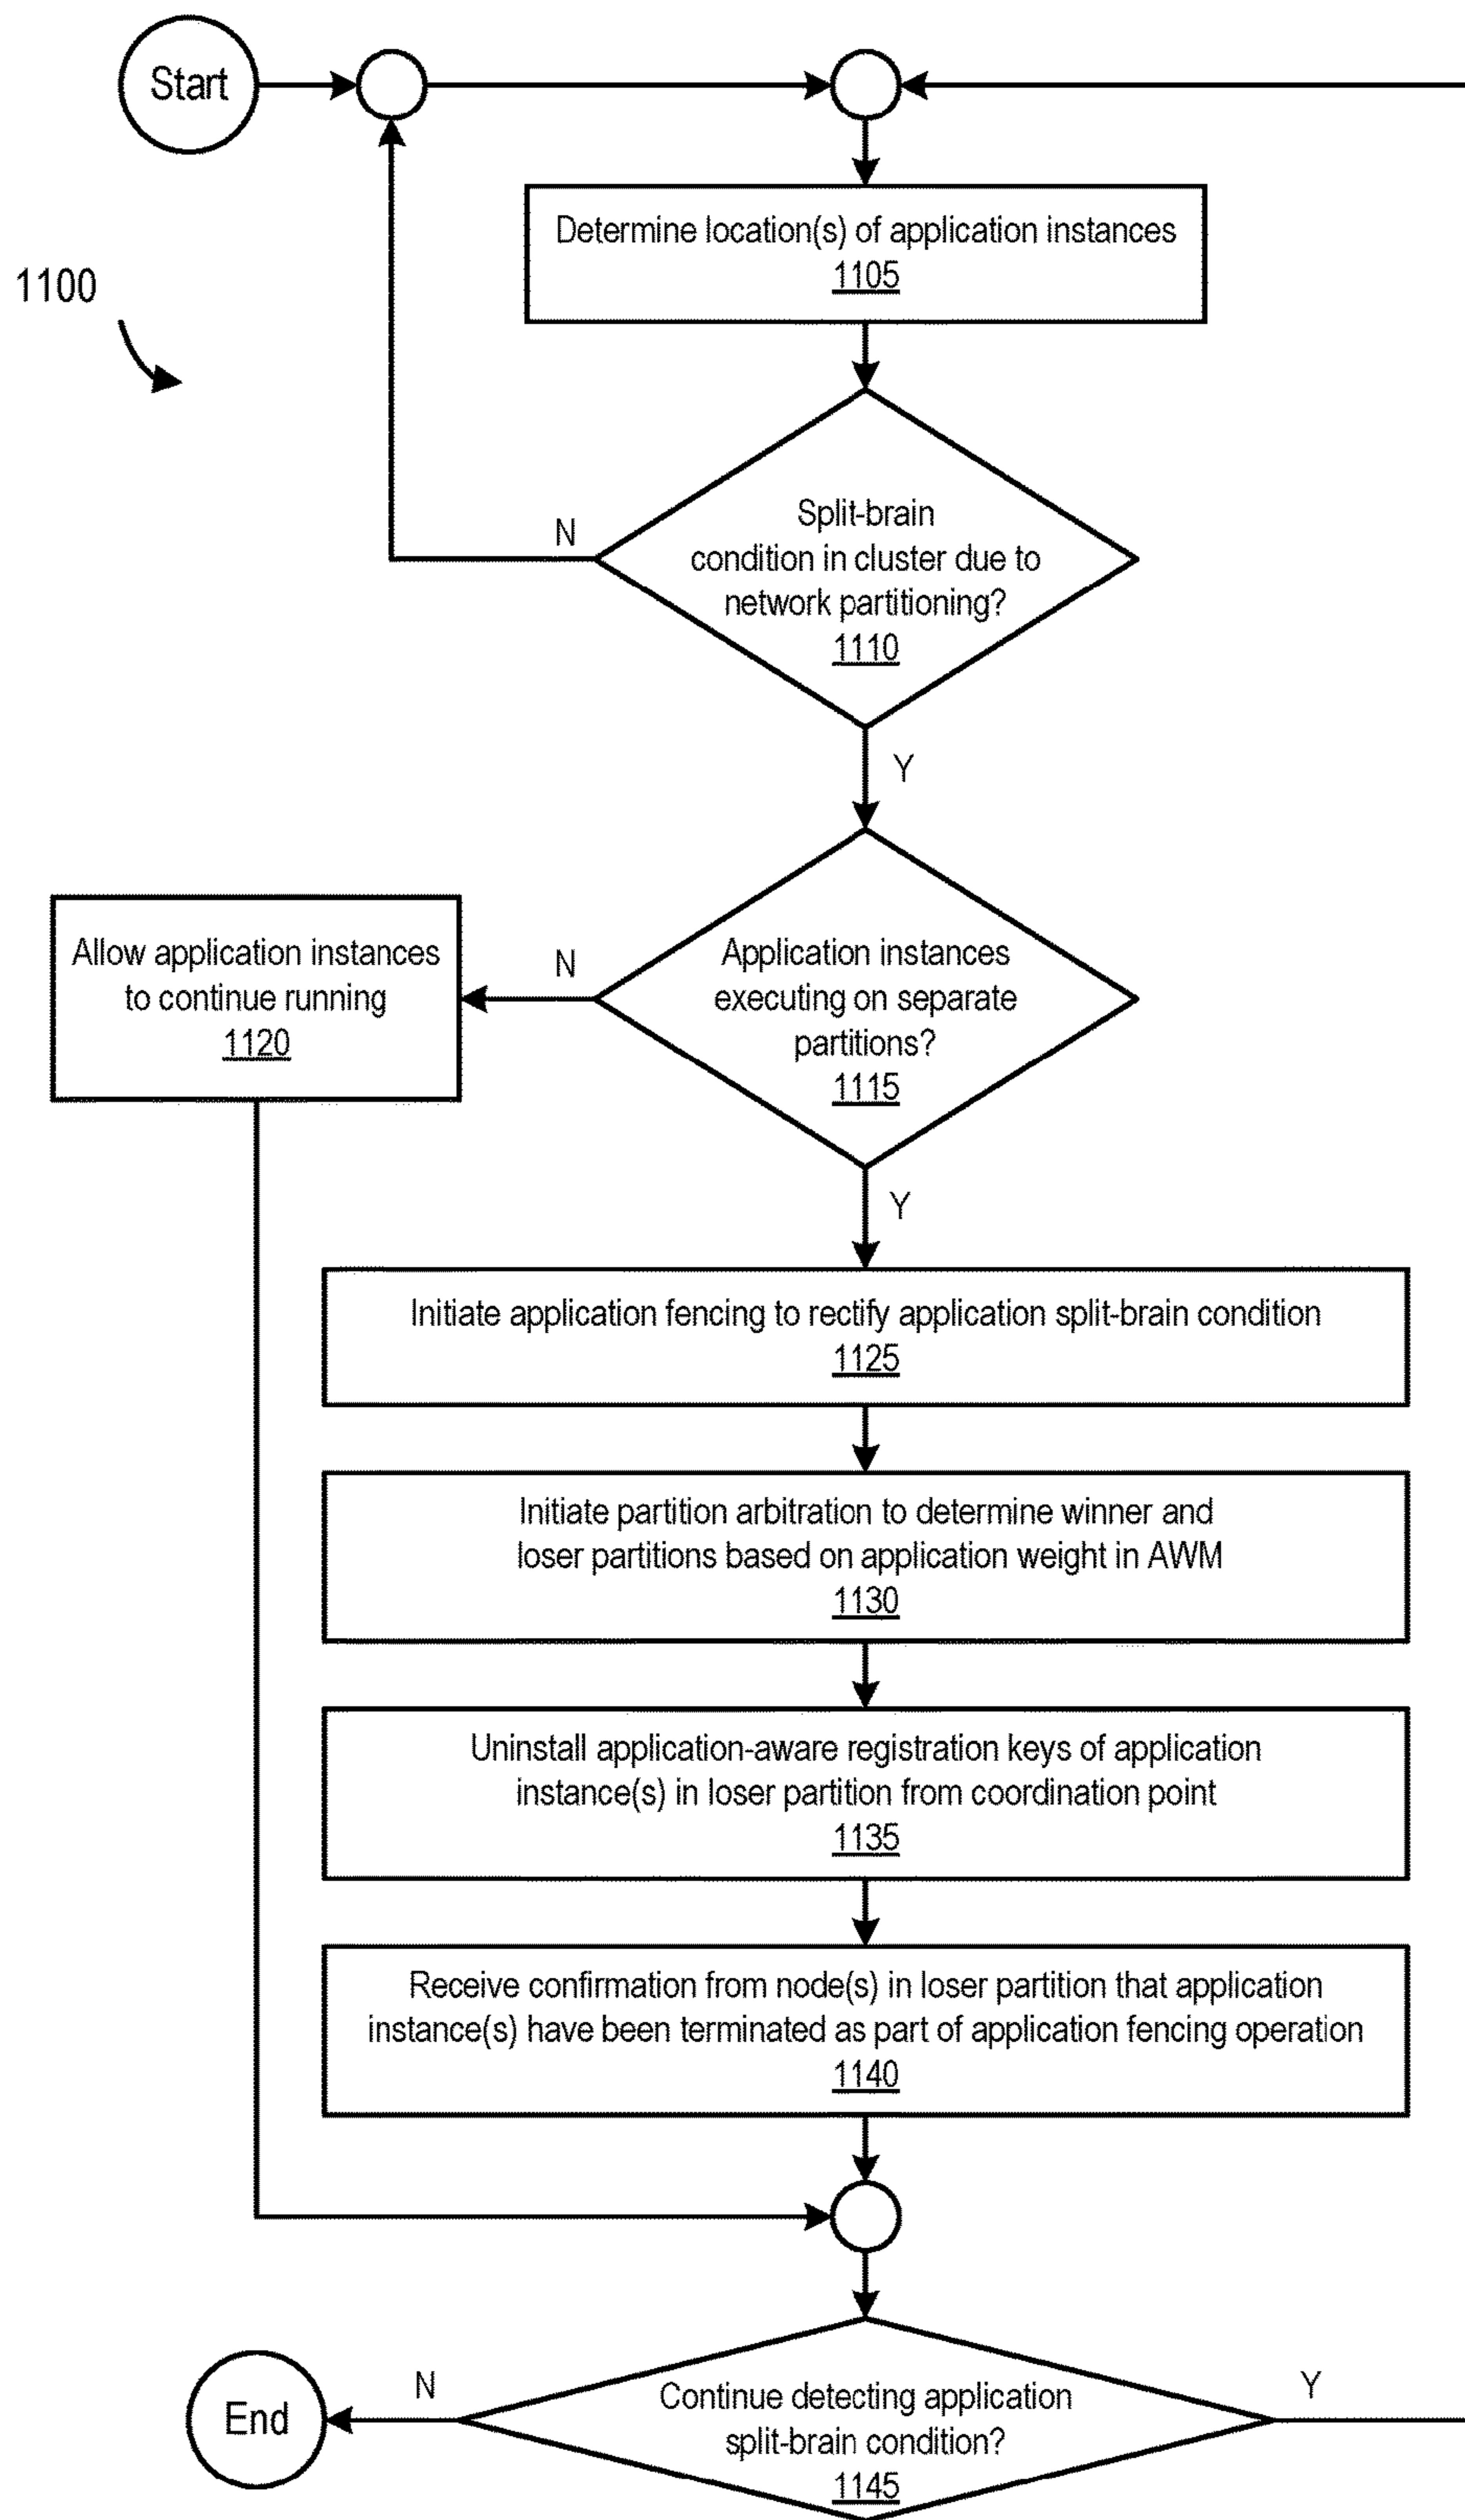 Start
Determine location(s) of application instances
1105
1100
Split-brain
condition in cluster due to
network partitioning?
1110
N
Y
Allow application instances
to continue running
1120
N
Application instances
executing on separate
partitions?
1115
Y
Initiate application fencing to rectify application split-brain condition
1125
Initiate partition arbitration to determine winner and
loser partitions based on application weight in AWM
1130
Uninstall application-aware registration keys of application
instance(s) in loser partition from coordination point
1135
Receive confirmation from node(s) in loser partition that application
instance(s) have been terminated as part of application fencing operation
1140
End
N
Continue detecting application
split-brain condition?
1145
Y